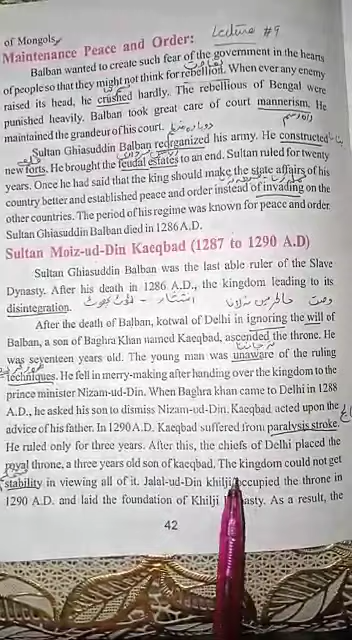 of Mongols.
Lecture #9
Maintenance Peace and Order:
Balban wanted to create such fear of the government in the hearts
of people so that they might not think for rebellion. When ever any enemy
raised its head, he crushed hardly. The rebellious of Bengal were
punished heavily. Balban took great care of court mannerism. He
maintained the grandeur of his court.
Sultan Ghiasuddin Balban redrganized his army. He constructed
new forts. He brought the feudal estates to an end. Sultan ruled for twenty
years. Once he had said that the king should make the state affairs of his
country better and established peace and order instead of invading on the
other countries. The period of his regime was known for peace and order.
Sultan Ghiasuddin Balban died in 1286 A.D.
Sultan Moiz-ud-Din Kaeqbad (1287 to 1290 A.D)
Sultan Ghiasuddin Balban was the last able ruler of the Slave
Dynasty. After his death in 1286 A.D., the kingdom leading to its
disintegration.
After the death of Balban, kotwal of Delhi in ignoring the will of
Balban, a son of Baghra Khan named Kaeqbad, ascended the throne. He
was seventeen years old. The young man was unaware of the ruling
techniques. He fell in merry-making after handing over the kingdom to the
prince minister Nizam-ud-Din. When Baghra khan came to Delhi in 1288
A.D., he asked his son to dismiss Nizam-ud-Din. Kaeqbad acted upon the
advice of his father. In 1290 A.D. Kaeqbad suffered from paralysis stroke.
He ruled only for three years. After this, the chiefs of Delhi placed the
royal throne, a three years old son of kaeqbad. The kingdom could not get
stability in viewing all of it. Jalal-ud-Din khilji occupied the throne in
1290 A.D. and laid the foundation of Khilji As a result, the
42